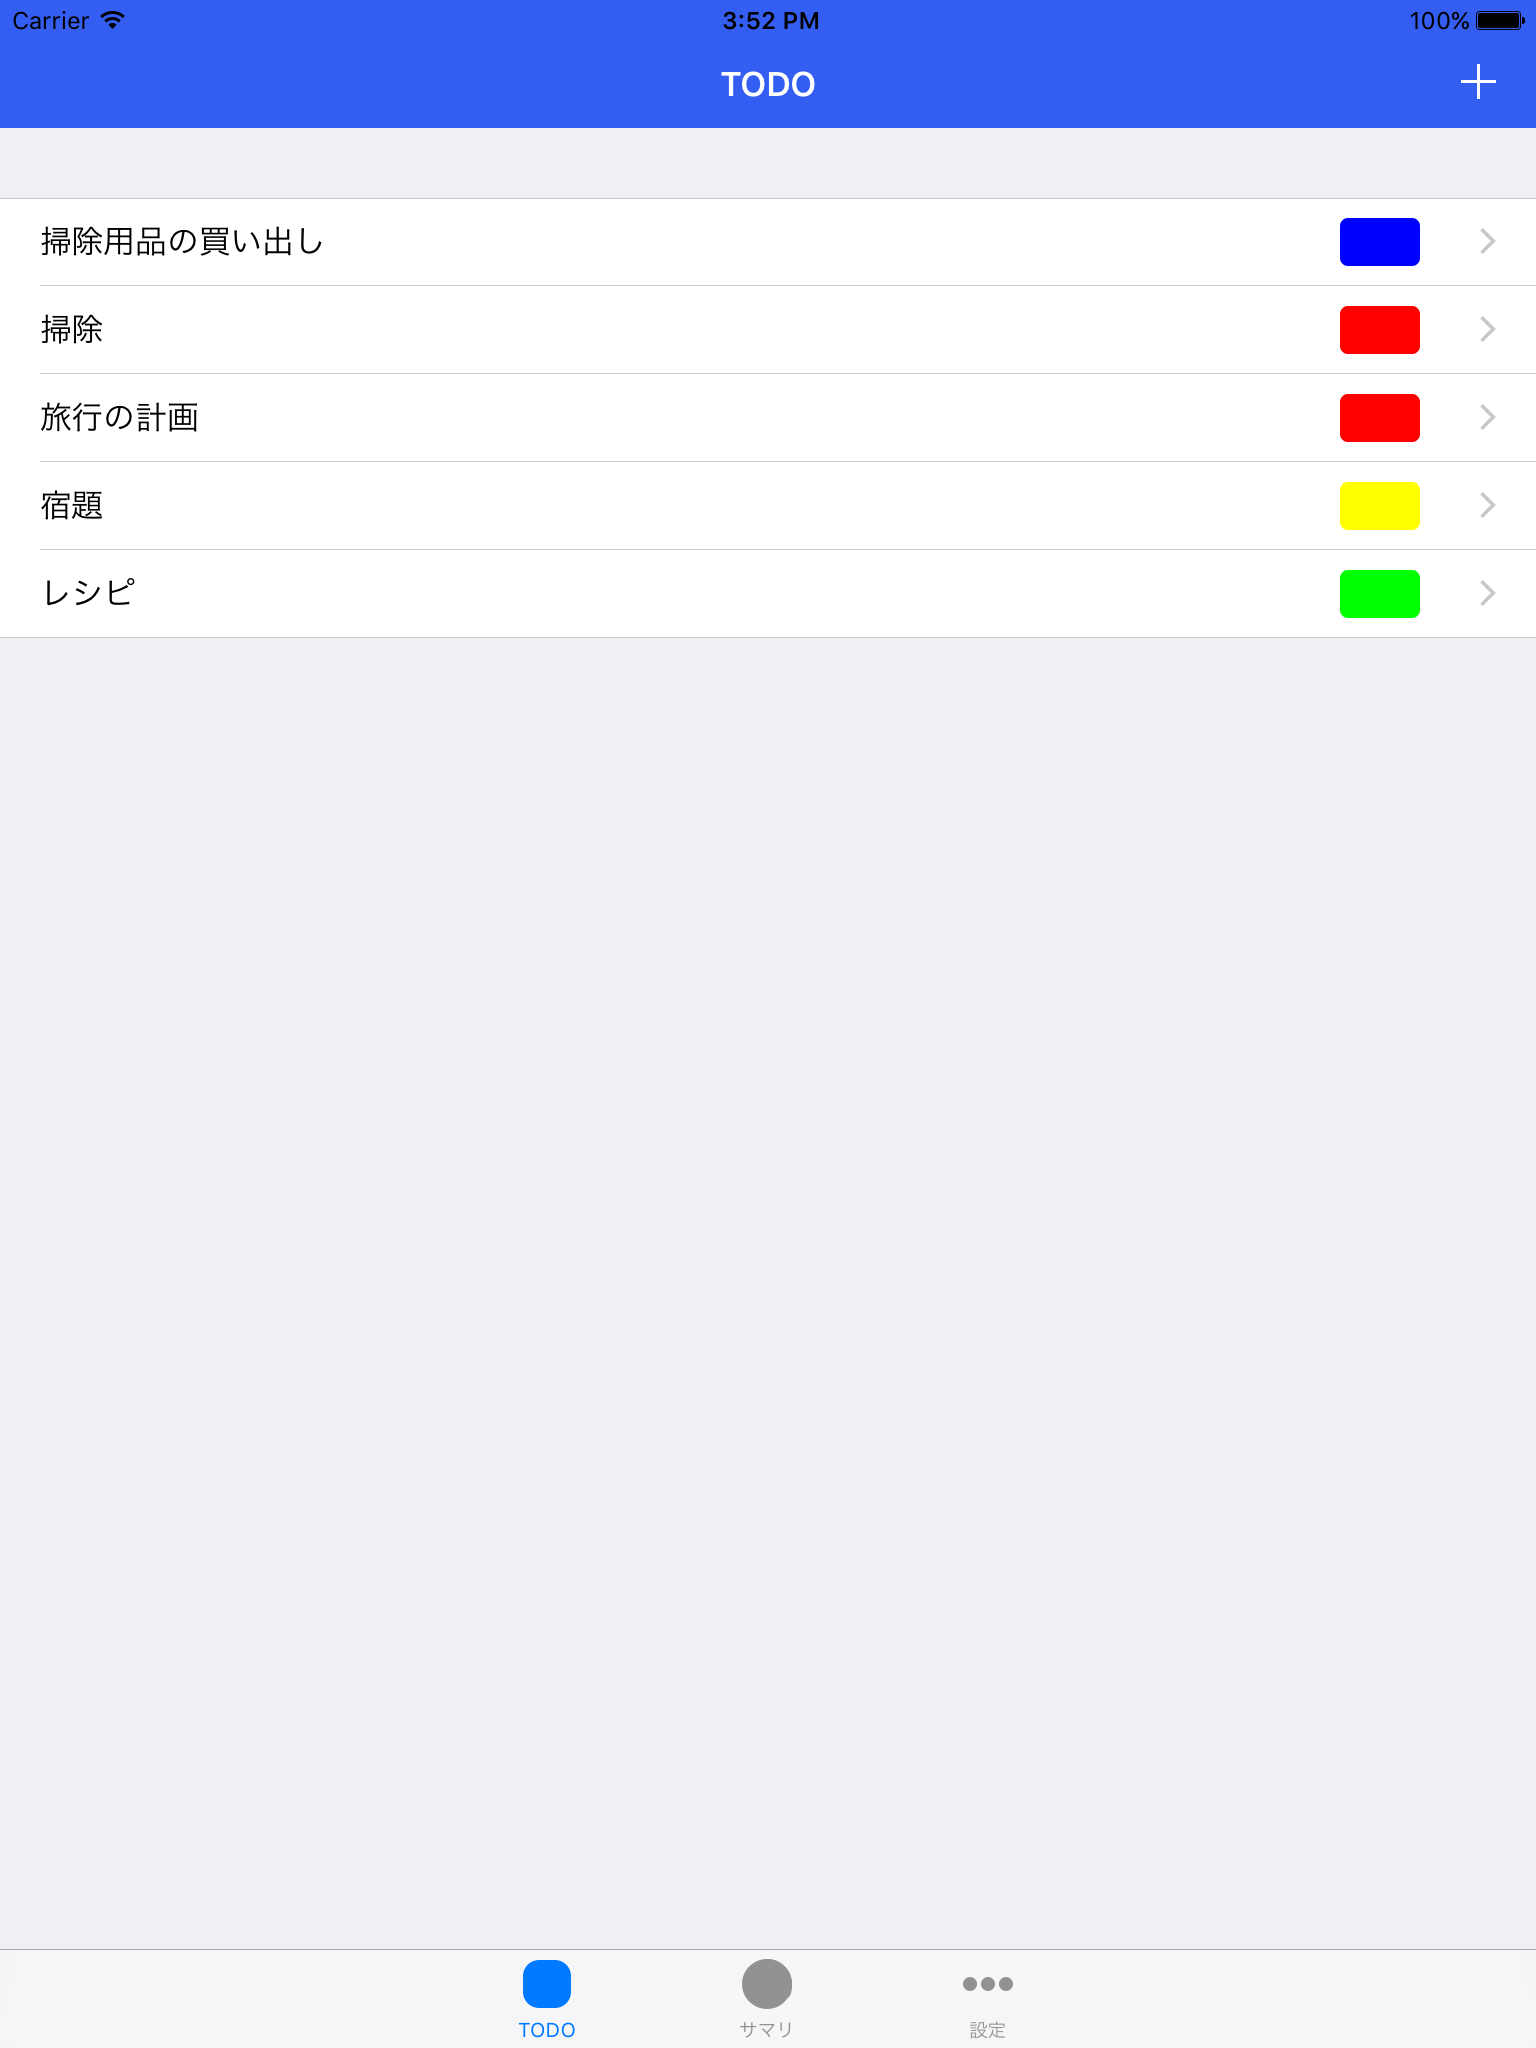 Carrier 3:52 PM 100%
TODO
掃除用品の買い出し
掃除
旅行の計画
宿題
レシピ
TODO サマリ 設定